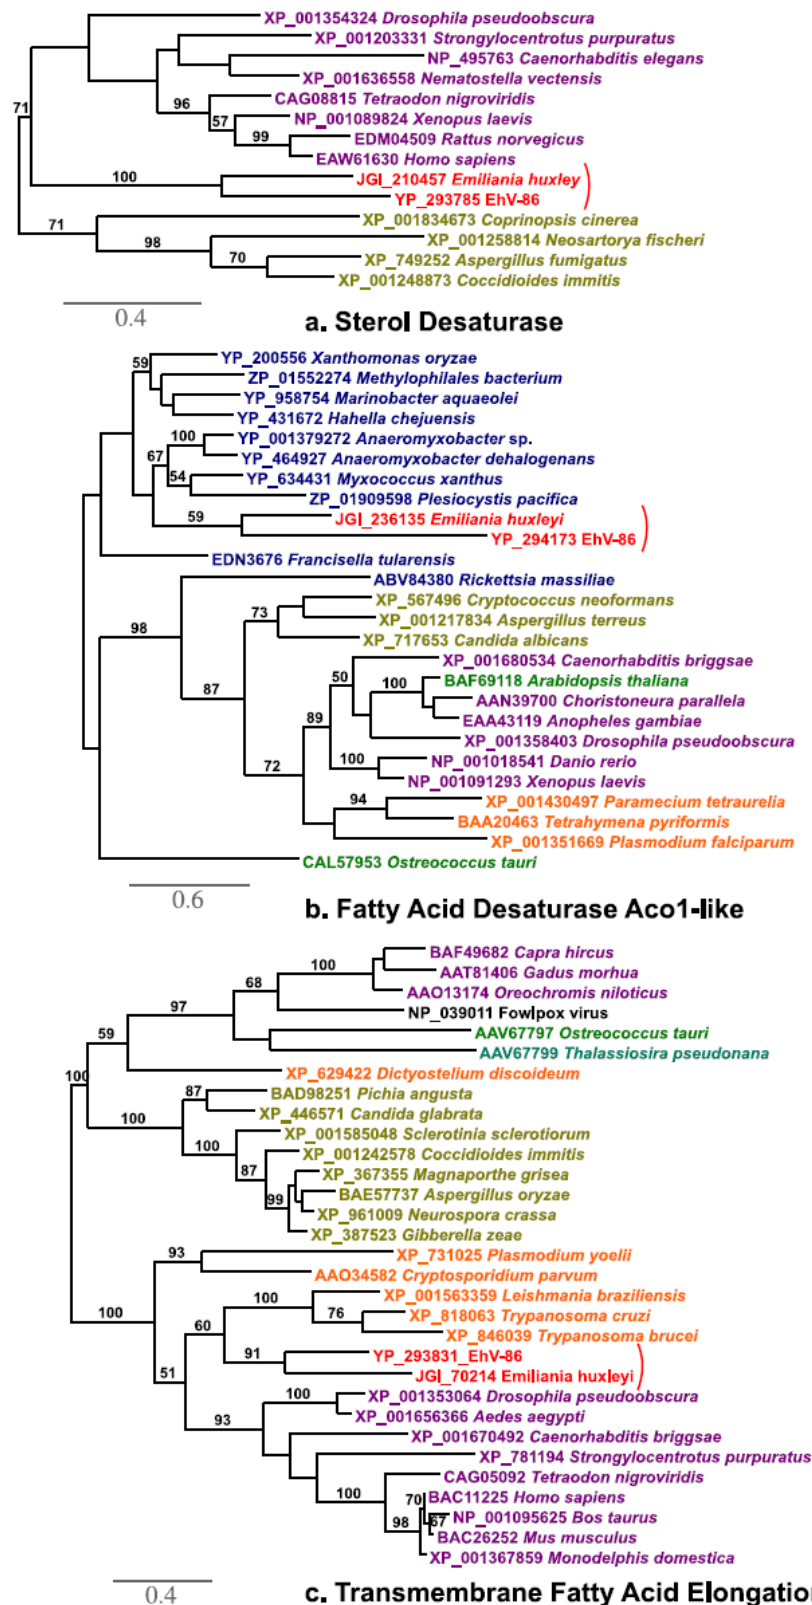 XP_001354324 Drosophila pseudoobscura
XP_001203331 Strongylocentrotus purpuratus
NP_495763 Caenorhabditis elegans
XP_001636558 Nematostella vectensis
96 CAG08815 Tetraodon nigroviridis
71
57 NP_001089824 Xenopus laevis
99 EDM04509 Rattus norvegicus
EAW61630 Homo sapiens
100 JGI_210457 Emiliania huxley
YP_293785 EhV-86
71 XP_001834673 Coprinopsis cinerea
98 XP_001258814 Neosartorya fischeri
70 XP_749252 Aspergillus fumigatus
XP_001248873 Coccidioides immitis
0.4
a. Sterol Desaturase
59 YP_200556 Xanthomonas oryzae
ZP_01552274 Methylophilales bacterium
YP_958754 Marinobacter aquaeolei
YP_431672 Hahella chejuensis
100 YP_001379272 Anaeromyxobacter sp.
67 YP_464927 Anaeromyxobacter dehalogenans
54 YP_634431 Myxococcus xanthus
ZP_01909598 Plesiocystis pacifica
59 JGI_236135 Emiliania huxleyi
YP_294173 EhV-86
EDN3676 Francisella tularensis
ABV84380 Rickettsia massiliae
XP_567496 Cryptococcus neoformans
73 XP_001217834 Aspergillus terreus
98 XP_717653 Candida albicans
XP_001680534 Caenorhabditis briggsae
50 100 BAF69118 Arabidopsis thaliana
87 AAN39700 Choristoneura parallela
EAA43119 Anopheles gambiae
89 XP_001358403 Drosophila pseudoobscura
100 NP_001018541 Danio rerio
72 NP_001091293 Xenopus laevis
94 XP_001430497 Paramecium tetraurelia
BAA20463 Tetrahymena pyriformis
XP_001351669 Plasmodium falciparum
CAL57953 Ostreococcus tauri
0.6
b. Fatty Acid Desaturase Aco1-like
BAF49682 Capra hircus
100 AAT81406 Gadus morhua
68 AAO13174 Oreochromis niloticus
97 NP_039011 Fowlpox virus
AAV67797 Ostreococcus tauri
59 AAV67799 Thalassiosira pseudonana
100 XP_629422 Dictyostelium discoideum
87 BAD98251 Pichia angusta
XP_446571 Candida glabrata
100 XP_001585048 Sclerotinia sclerotiorum
100 XP_001242578 Coccidioides immitis
87 XP_367355 Magnaporthe grisea
BAE57737 Aspergillus oryzae
99 XP_961009 Neurospora crassa
XP_387523 Gibberella zeae
93 XP_731025 Plasmodium yoelii
AAO34582 Cryptosporidium parvum
100 XP_001563359 Leishmania braziliensis
100 76 XP_818063 Trypanosoma cruzi
60 XP_846039 Trypanosoma brucei
91 YP_293831_EhV-86
51 JGI_70214 Emiliania huxleyi
100 XP_001353064 Drosophila pseudoobscura
XP_001656366 Aedes aegypti
93 XP_001670492 Caenorhabditis briggsae
XP_781194 Strongylocentrotus purpuratus
CAG05092 Tetraodon nigroviridis
100 70 BAC11225 Homo sapiens
NP_001095625 Bos taurus
98 67 BAC26252 Mus musculus
XP_001367859 Monodelphis domestica
0.4
c. Transmembrane Fatty Acid Elongation